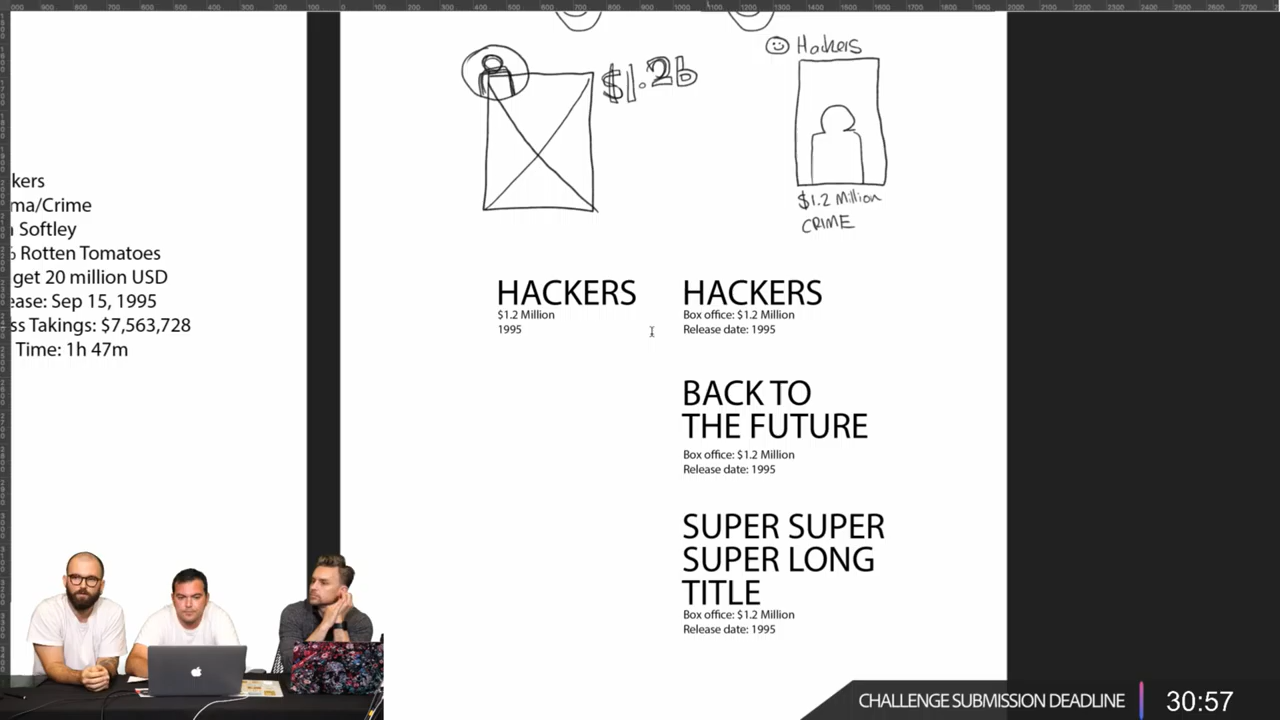 $1.2b
Hackers
$1.2 Million
CRIME
kers
ma/Crime
Softley
Rotten Tomatoes
get 20 million USD
ease: Sep 15, 1995
ss Takings: $7,563,728
Time: 1h 47m
HACKERS
$1.2 Million
1995
HACKERS
Box office: $1.2 Million
Release date: 1995
BACK TO
THE FUTURE
Box office: $1.2 Million
Release date: 1995
SUPER SUPER
SUPER LONG
TITLE
Box office: $1.2 Million
Release date: 1995
CHALLENGE SUBMISSION DEADLINE
30:57